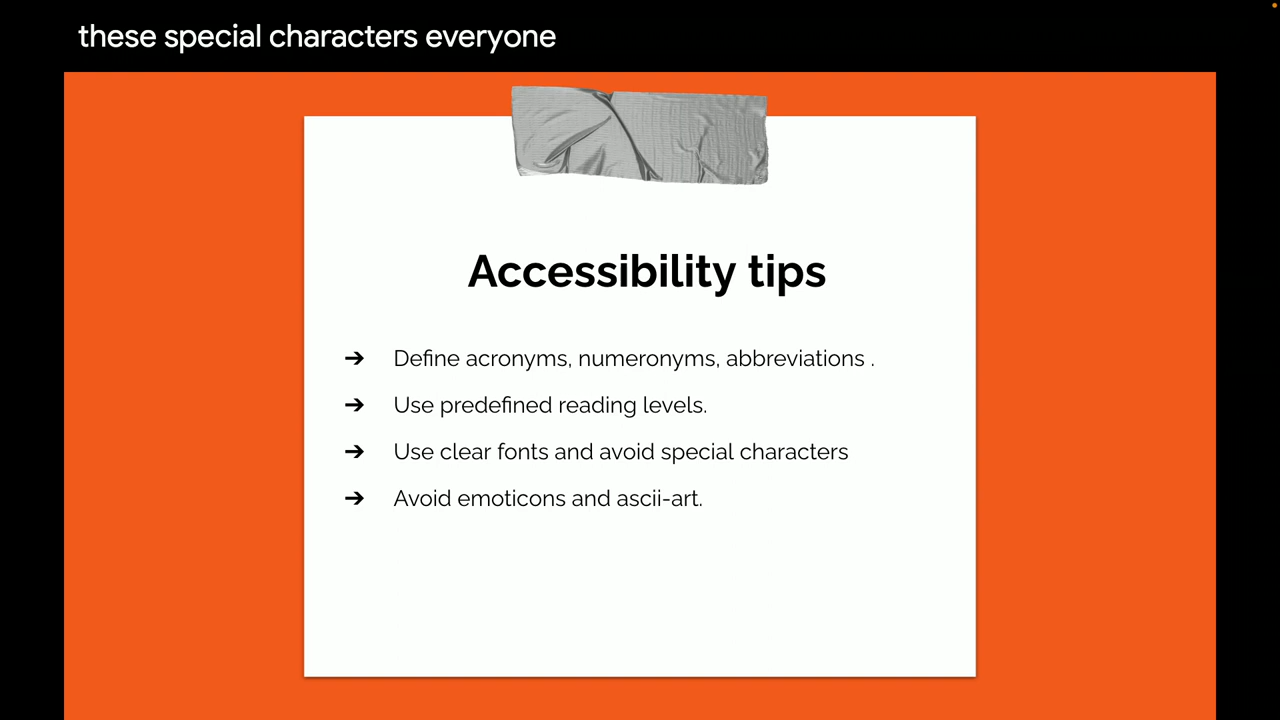 these special characters everyone
Accessibility tips
➔ Define acronyms, numeronyms, abbreviations .
➔ Use predefined reading levels.
➔ Use clear fonts and avoid special characters
➔ Avoid emoticons and ascii-art.